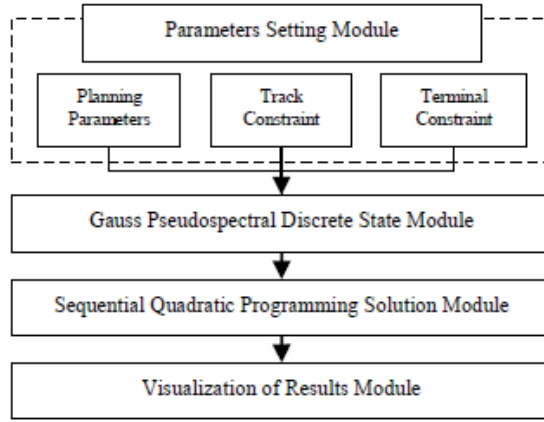 Parameters Setting Module
Planning
Parameters
Track
Constraint
Terminal
Constraint
Gauss Pseudospectral Discrete State Module
Sequential Quadratic Programming Solution Module
Visualization of Results Module